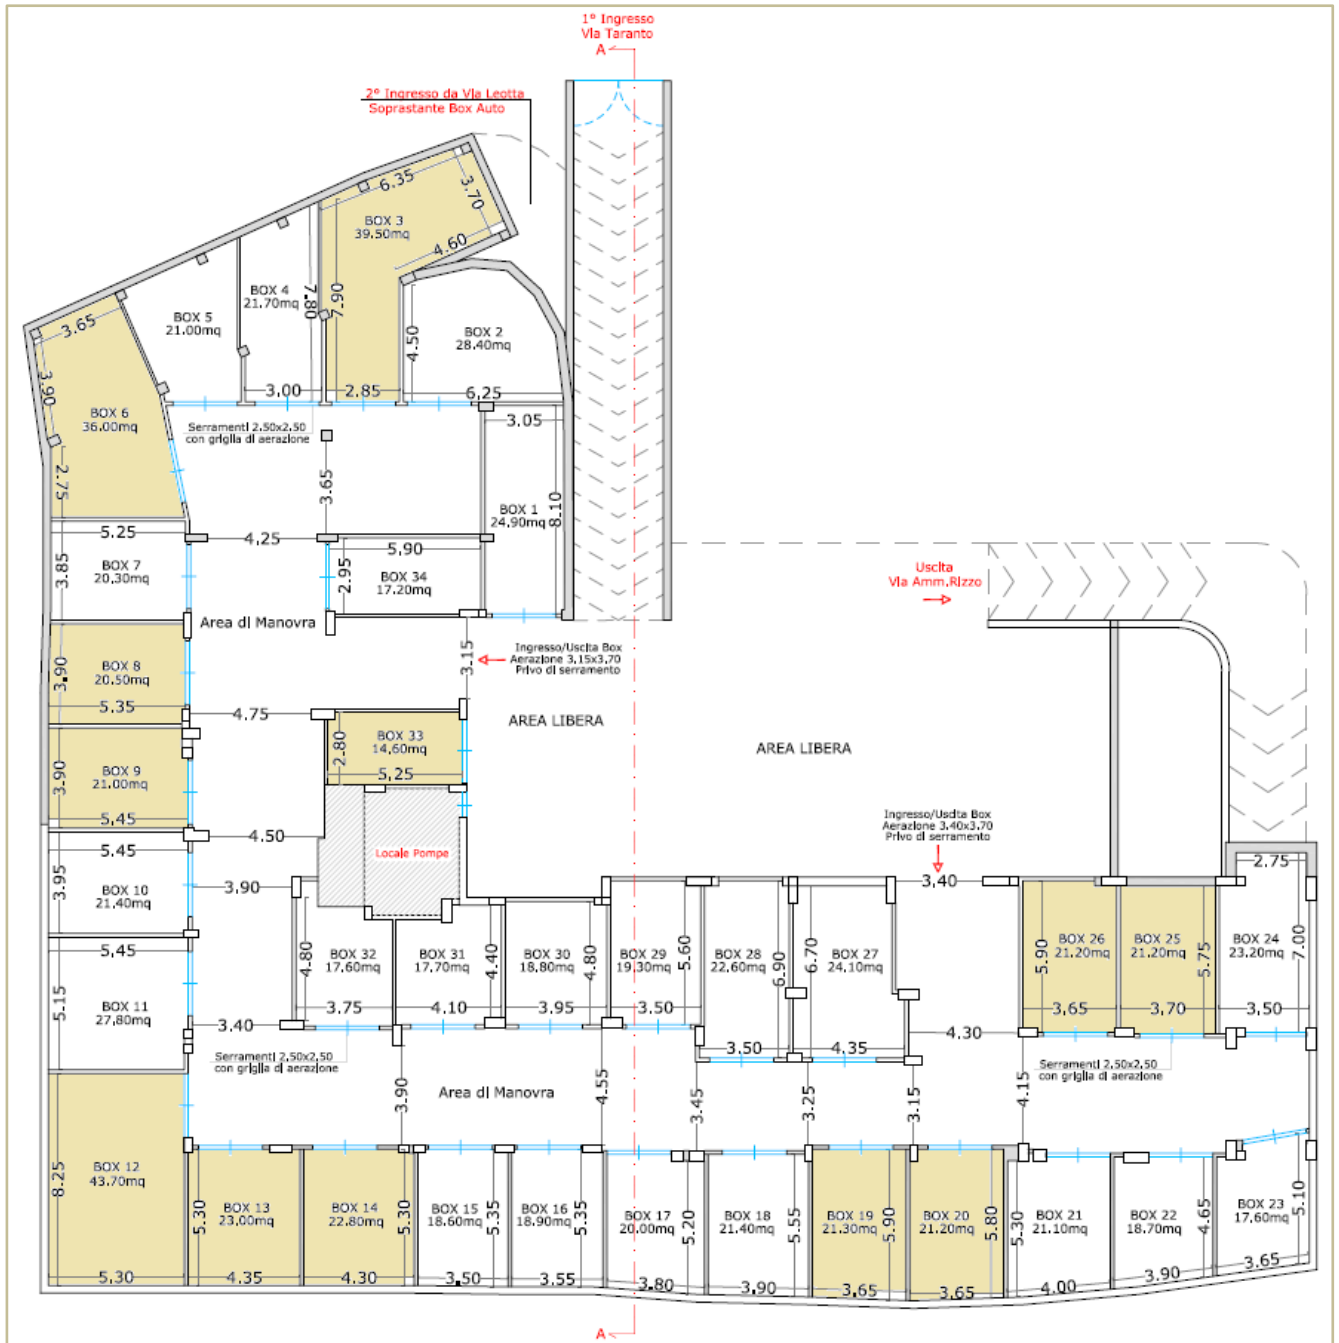 1° Ingresso
Via Taranto
A
2° Ingresso da Via Leotta
Soprastante Box Auto
6.35
3.70
BOX 3
39.50mq
4.60
7.90
2.85
BOX 4
21.70mq
7.80
3.00
BOX 5
21.00mq
BOX 2
28.40mq
4.50
6.25
3.65
3.90
BOX 6
36.00mq
2.75
Serramenti 2.50x2.50
con griglia di aerazione
3.05
3.65
BOX 1
24.90mq
8.10
5.25
4.25
BOX 7
20.30mq
3.85
5.90
2.95
BOX 34
17.20mq
Uscita
Via Amm.Rizzo
Area di Manovra
3.15
Ingresso/Uscita Box
Aerazione 3,15x3,70
Privo di serramento
BOX 8
20.50mq
3.90
5.35
4.75
AREA LIBERA
AREA LIBERA
BOX 33
14,60mq
2.80
5,25
BOX 9
21.00mq
3.90
5.45
4.50
Locale Pompe
Ingresso/Uscita Box
Aerazione 3,40x3,70
Privo di serramento
5.45
3.95
BOX 10
21.40mq
3.90
3.40
2.75
5.45
5.15
BOX 11
27,80mq
3.40
4.80
BOX 32
17,60mq
3.75
BOX 31
17,70mq
4.40
4.10
BOX 30
18,80mq
4.80
3.95
BOX 29
19.30mq
5.60
3.50
BOX 28
22,60mq
6.90
3.50
6.70
BOX 27
24,10mq
4.35
4.30
5.90
BOX 26
21.20mq
3.65
BOX 25
21.20mq
5.75
3.70
BOX 24
23.20mq
7.00
3.50
Serramenti 2,50x2,50
con griglia di aerazione
3.90
Area di Manovra
4.55
3.45
3.25
3.15
4.15
Serramenti 2,50x2,50
con griglia di aerazione
BOX 12
43.70mq
8.25
5.30
5.30
BOX 13
23,00mq
4.35
BOX 14
22.80mq
5.30
4.30
BOX 15
18.60mq
5.35
3.50
BOX 16
18.90mq
5.35
3.55
BOX 17
20.00mq
5.20
3.80
BOX 18
21.40mq
5.55
3.90
BOX 19
21.30mq
5.90
3.65
BOX 20
21.20mq
5.80
3.65
5.30
BOX 21
21.10mq
4.00
BOX 22
18.70mq
4.65
3.90
BOX 23
17,60mq
5.10
3.65
A